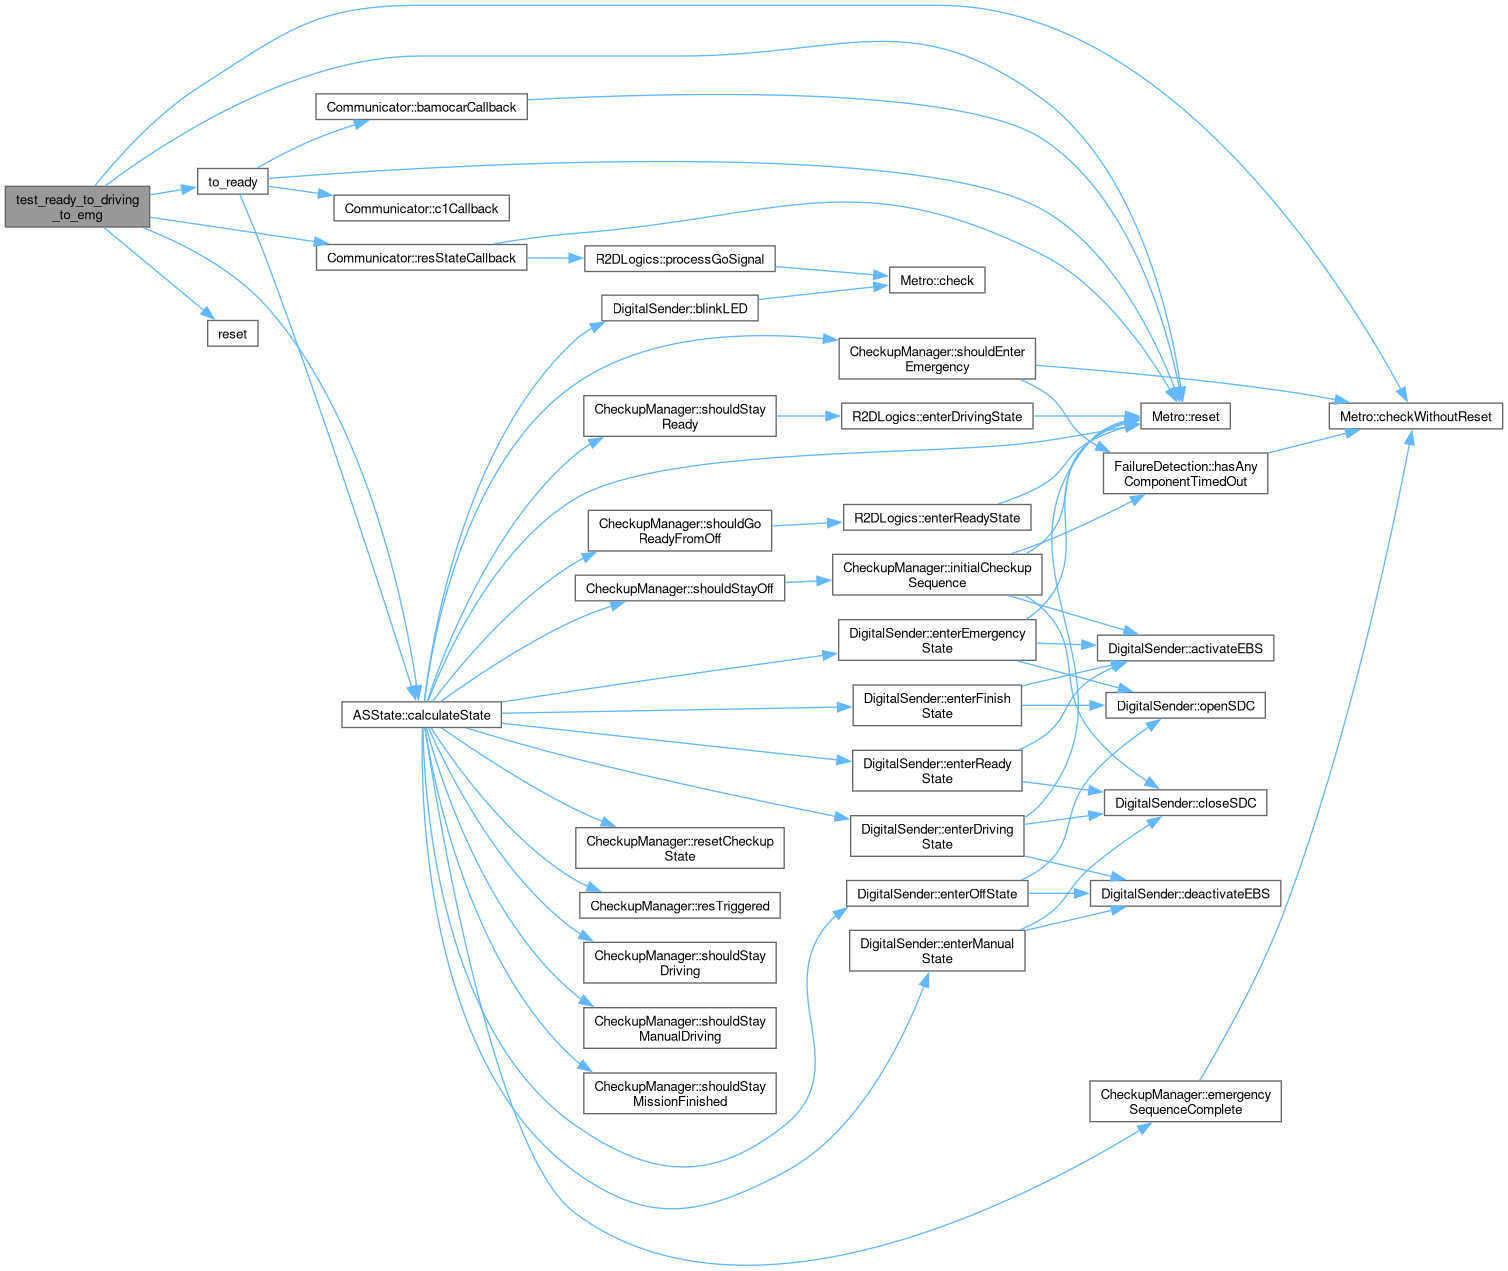 test_ready_to_driving
_to_emg
to_ready
reset
Communicator::bamocarCallback
Communicator::c1Callback
Communicator::resStateCallback
ASState::calculateState
R2DLogics::processGoSignal
DigitalSender::blinkLED
CheckupManager::shouldStay
Ready
CheckupManager::shouldGo
ReadyFromOff
CheckupManager::shouldStayOff
CheckupManager::resetCheckup
State
CheckupManager::resTriggered
CheckupManager::shouldStay
Driving
CheckupManager::shouldStay
ManualDriving
CheckupManager::shouldStay
MissionFinished
Metro::check
CheckupManager::shouldEnter
Emergency
R2DLogics::enterDrivingState
R2DLogics::enterReadyState
CheckupManager::initialCheckup
Sequence
DigitalSender::enterEmergency
State
DigitalSender::enterFinish
State
DigitalSender::enterReady
State
DigitalSender::enterDriving
State
DigitalSender::enterOffState
DigitalSender::enterManual
State
Metro::reset
FailureDetection::hasAny
ComponentTimedOut
DigitalSender::activateEBS
DigitalSender::openSDC
DigitalSender::closeSDC
DigitalSender::deactivateEBS
CheckupManager::emergency
SequenceComplete
Metro::checkWithoutReset